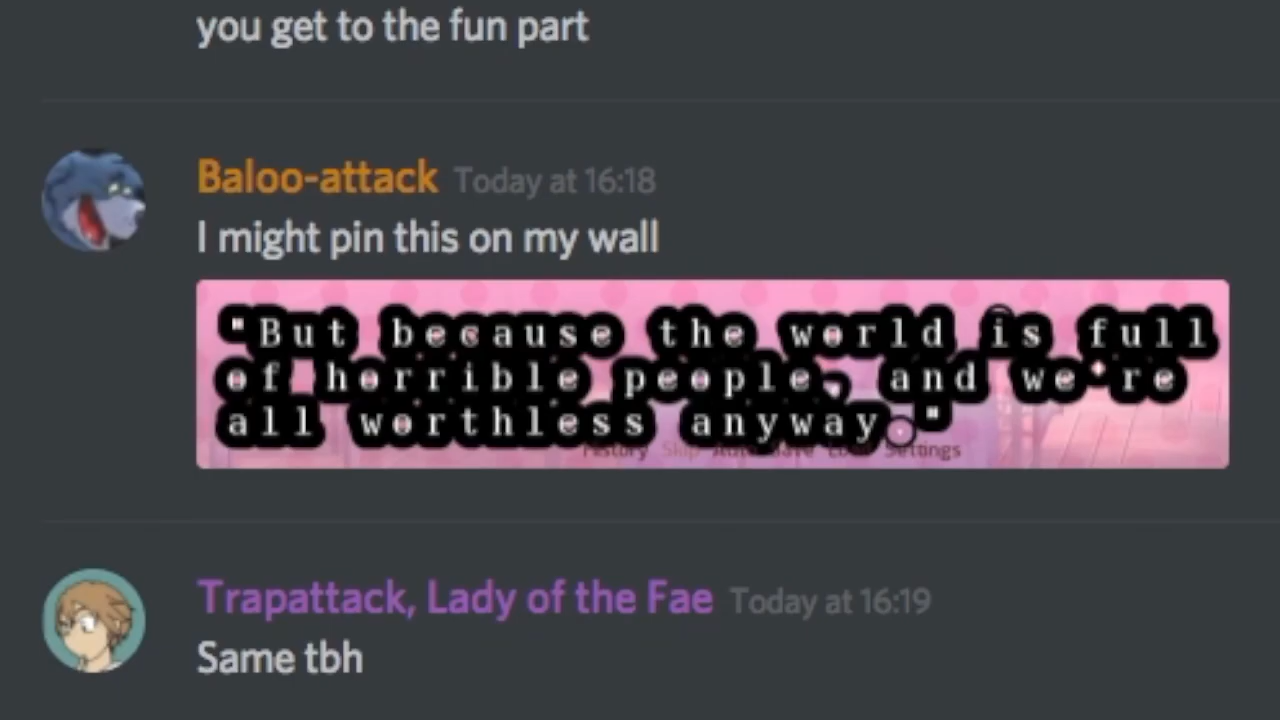 you get to the fun part
Baloo-attack Today at 16:18
I might pin this on my wall
"But because the world is full
of horrible people, and we're
all worthless anyway."
History Skip Auto Save Load Settings
Trapattack, Lady of the Fae Today at 16:19
Same tbh